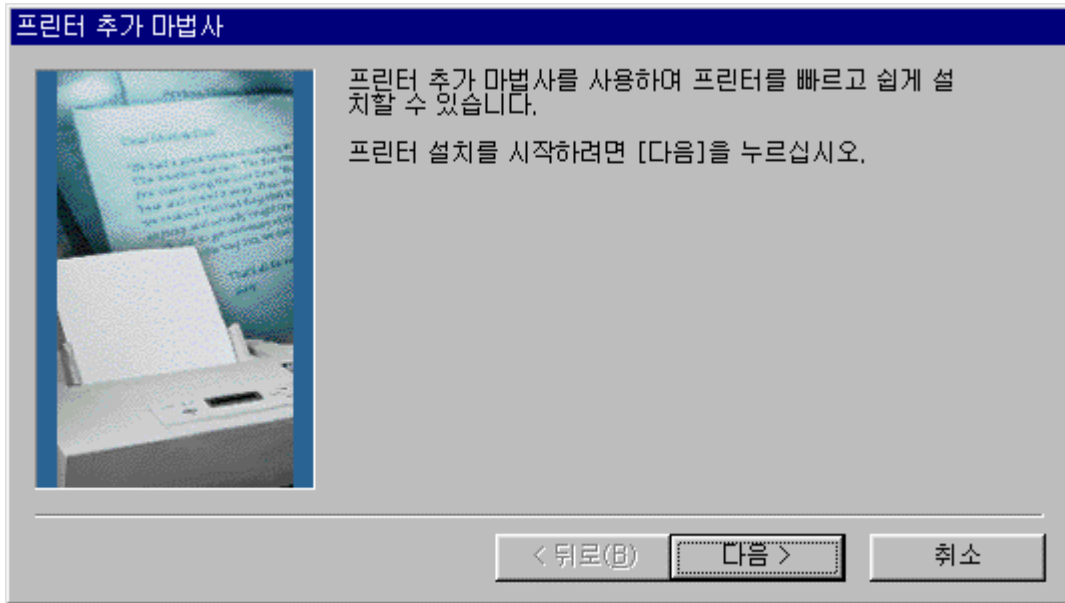 프린터 추가 마법사
프린터 추가 마법사를 사용하여 프린터를 빠르고 쉽게 설
치할 수 있습니다.
프린터 설치를 시작하려면 [다음]을 누르십시오.
< 뒤로(B)
다음 >
취소